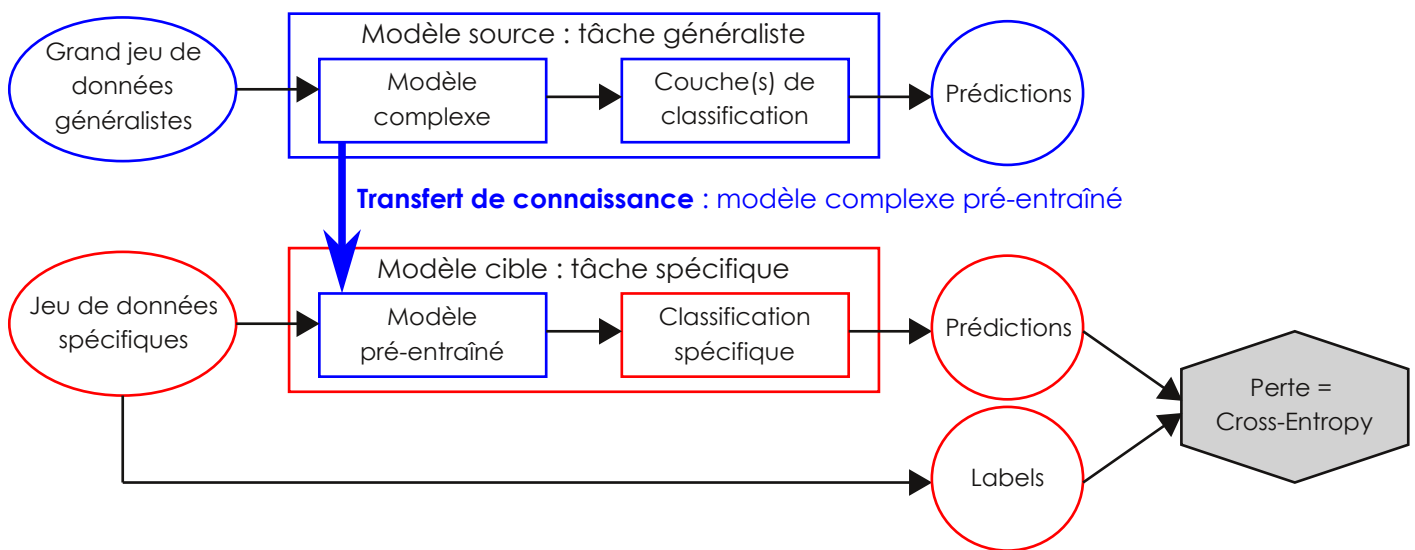 Grand jeu de
données
généralistes
Modèle source : tâche généraliste
Modèle
complexe
Couche(s) de
classification
Prédictions
Transfert de connaissance : modèle complexe pré-entraîné
Jeu de données
spécifiques
Modèle cible : tâche spécifique
Modèle
pré-entraîné
Classification
spécifique
Prédictions
Perte =
Cross-Entropy
Labels